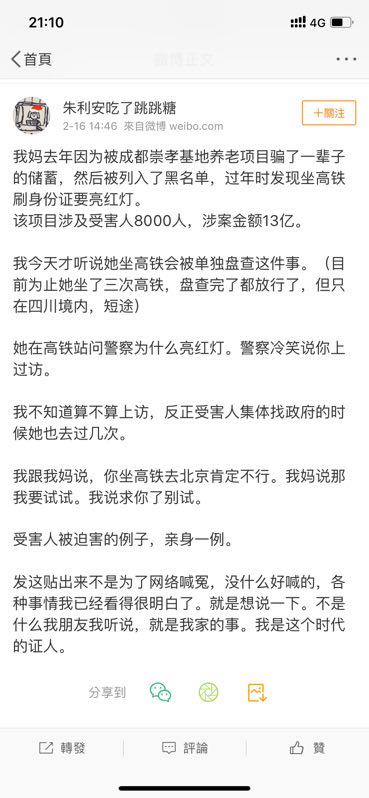 21:10
4G
首頁
微博正文
朱利安吃了跳跳糖
2-16 14:46 來自微博 weibo.com
+關注
我妈去年因为被成都崇孝基地养老项目骗了一辈子
的储蓄，然后被列入了黑名单，过年时发现坐高铁
刷身份证要亮红灯。
该项目涉及受害人8000人，涉案金额13亿。
我今天才听说她坐高铁会被单独盘查这件事。（目
前为止她坐了三次高铁，盘查完了都放行了，但只
在四川境内，短途）
她在高铁站问警察为什么亮红灯。警察冷笑说你上
过访。
我不知道算不算上访，反正受害人集体找政府的时
候她也去过几次。
我跟我妈说，你坐高铁去北京肯定不行。我妈说那
我要试试。我说求你了别试。
受害人被迫害的例子，亲身一例。
发这贴出来不是为了网络喊冤，没什么好喊的，各
种事情我已经看得很明白了。就是想说一下。不是
什么我朋友我听说，就是我家的事。我是这个时代
的证人。
分享到
轉發
評論
贊